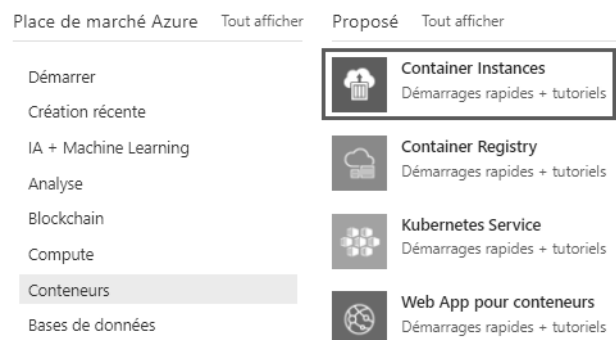 Place de marché Azure Tout afficher
Proposé Tout afficher
Démarrer
Création récente
IA + Machine Learning
Analyse
Blockchain
Compute
Conteneurs
Bases de données
Container Instances
Démarrages rapides + tutoriels
Container Registry
Démarrages rapides + tutoriels
Kubernetes Service
Démarrages rapides + tutoriels
Web App pour conteneurs
Démarrages rapides + tutoriels